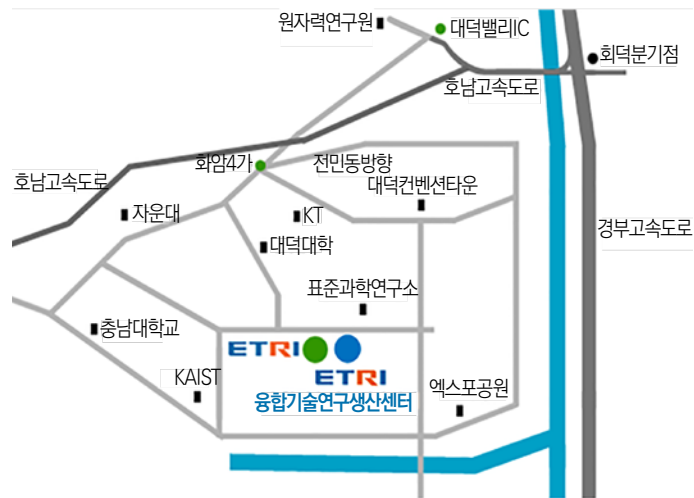 원자력연구원
대덕밸리IC
회덕분기점
호남고속도로
화암4가
전민동방향
호남고속도로
대덕컨벤션타운
자운대
KT
경부고속도로
대덕대학
표준과학연구소
충남대학교
ETRI
KAIST
ETRI
엑스포공원
융합기술연구생산센터